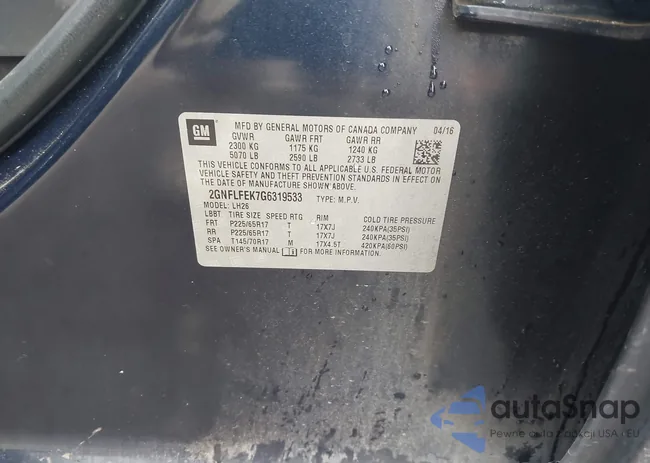 GM MFD BY GENERAL MOTORS OF CANADA COMPANY 04/16
GVWR GAWR FRT GAWR RR
2300 KG 1175 KG 1240 KG
5070 LB 2590 LB 2733 LB
THIS VEHICLE CONFORMS TO ALL APPLICABLE U.S. FEDERAL MOTOR
VEHICLE SAFETY AND THEFT PREVENTION STANDARDS IN EFFECT ON
THE DATE OF MANUFACTURE SHOWN ABOVE.
2GNFLFEK7G6319533 TYPE: M.P.V.
MODEL: LH26
LBBT TIRE SIZE SPEED RTG RIM COLD TIRE PRESSURE
FRT P225/65R17 T 17X7J 240KPA(35PSI)
RR P225/65R17 T 17X7J 240KPA(35PSI)
SPA T145/70R17 M 17X4.5T 420KPA(60PSI)
SEE OWNER'S MANUAL i FOR MORE INFORMATION.
autoSnap
Pewne auta z aukcji USA i EU